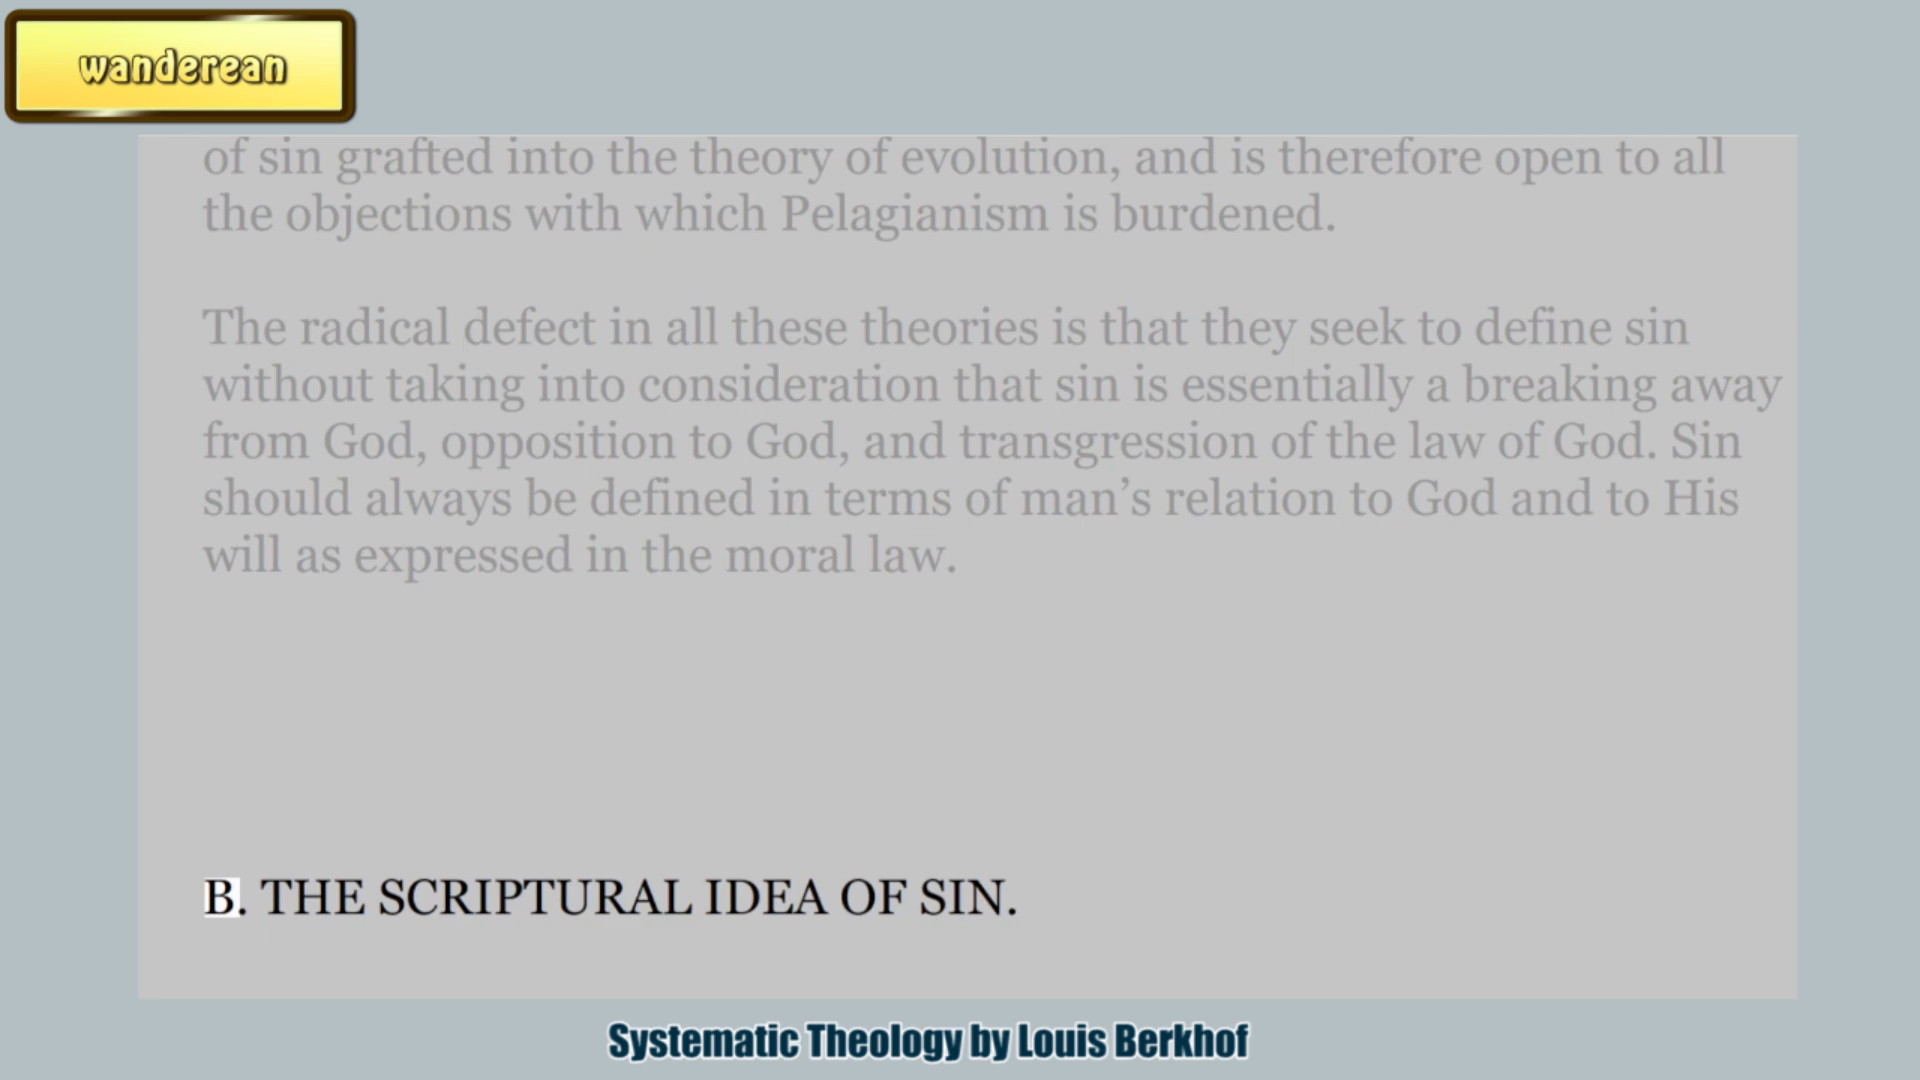 wanderean
of sin grafted into the theory of evolution, and is therefore open to all
the objections with which Pelagianism is burdened.
The radical defect in all these theories is that they seek to define sin
without taking into consideration that sin is essentially a breaking away
from God, opposition to God, and transgression of the law of God. Sin
should always be defined in terms of man’s relation to God and to His
will as expressed in the moral law.
B. THE SCRIPTURAL IDEA OF SIN.
Systematic Theology by Louis Berkhof